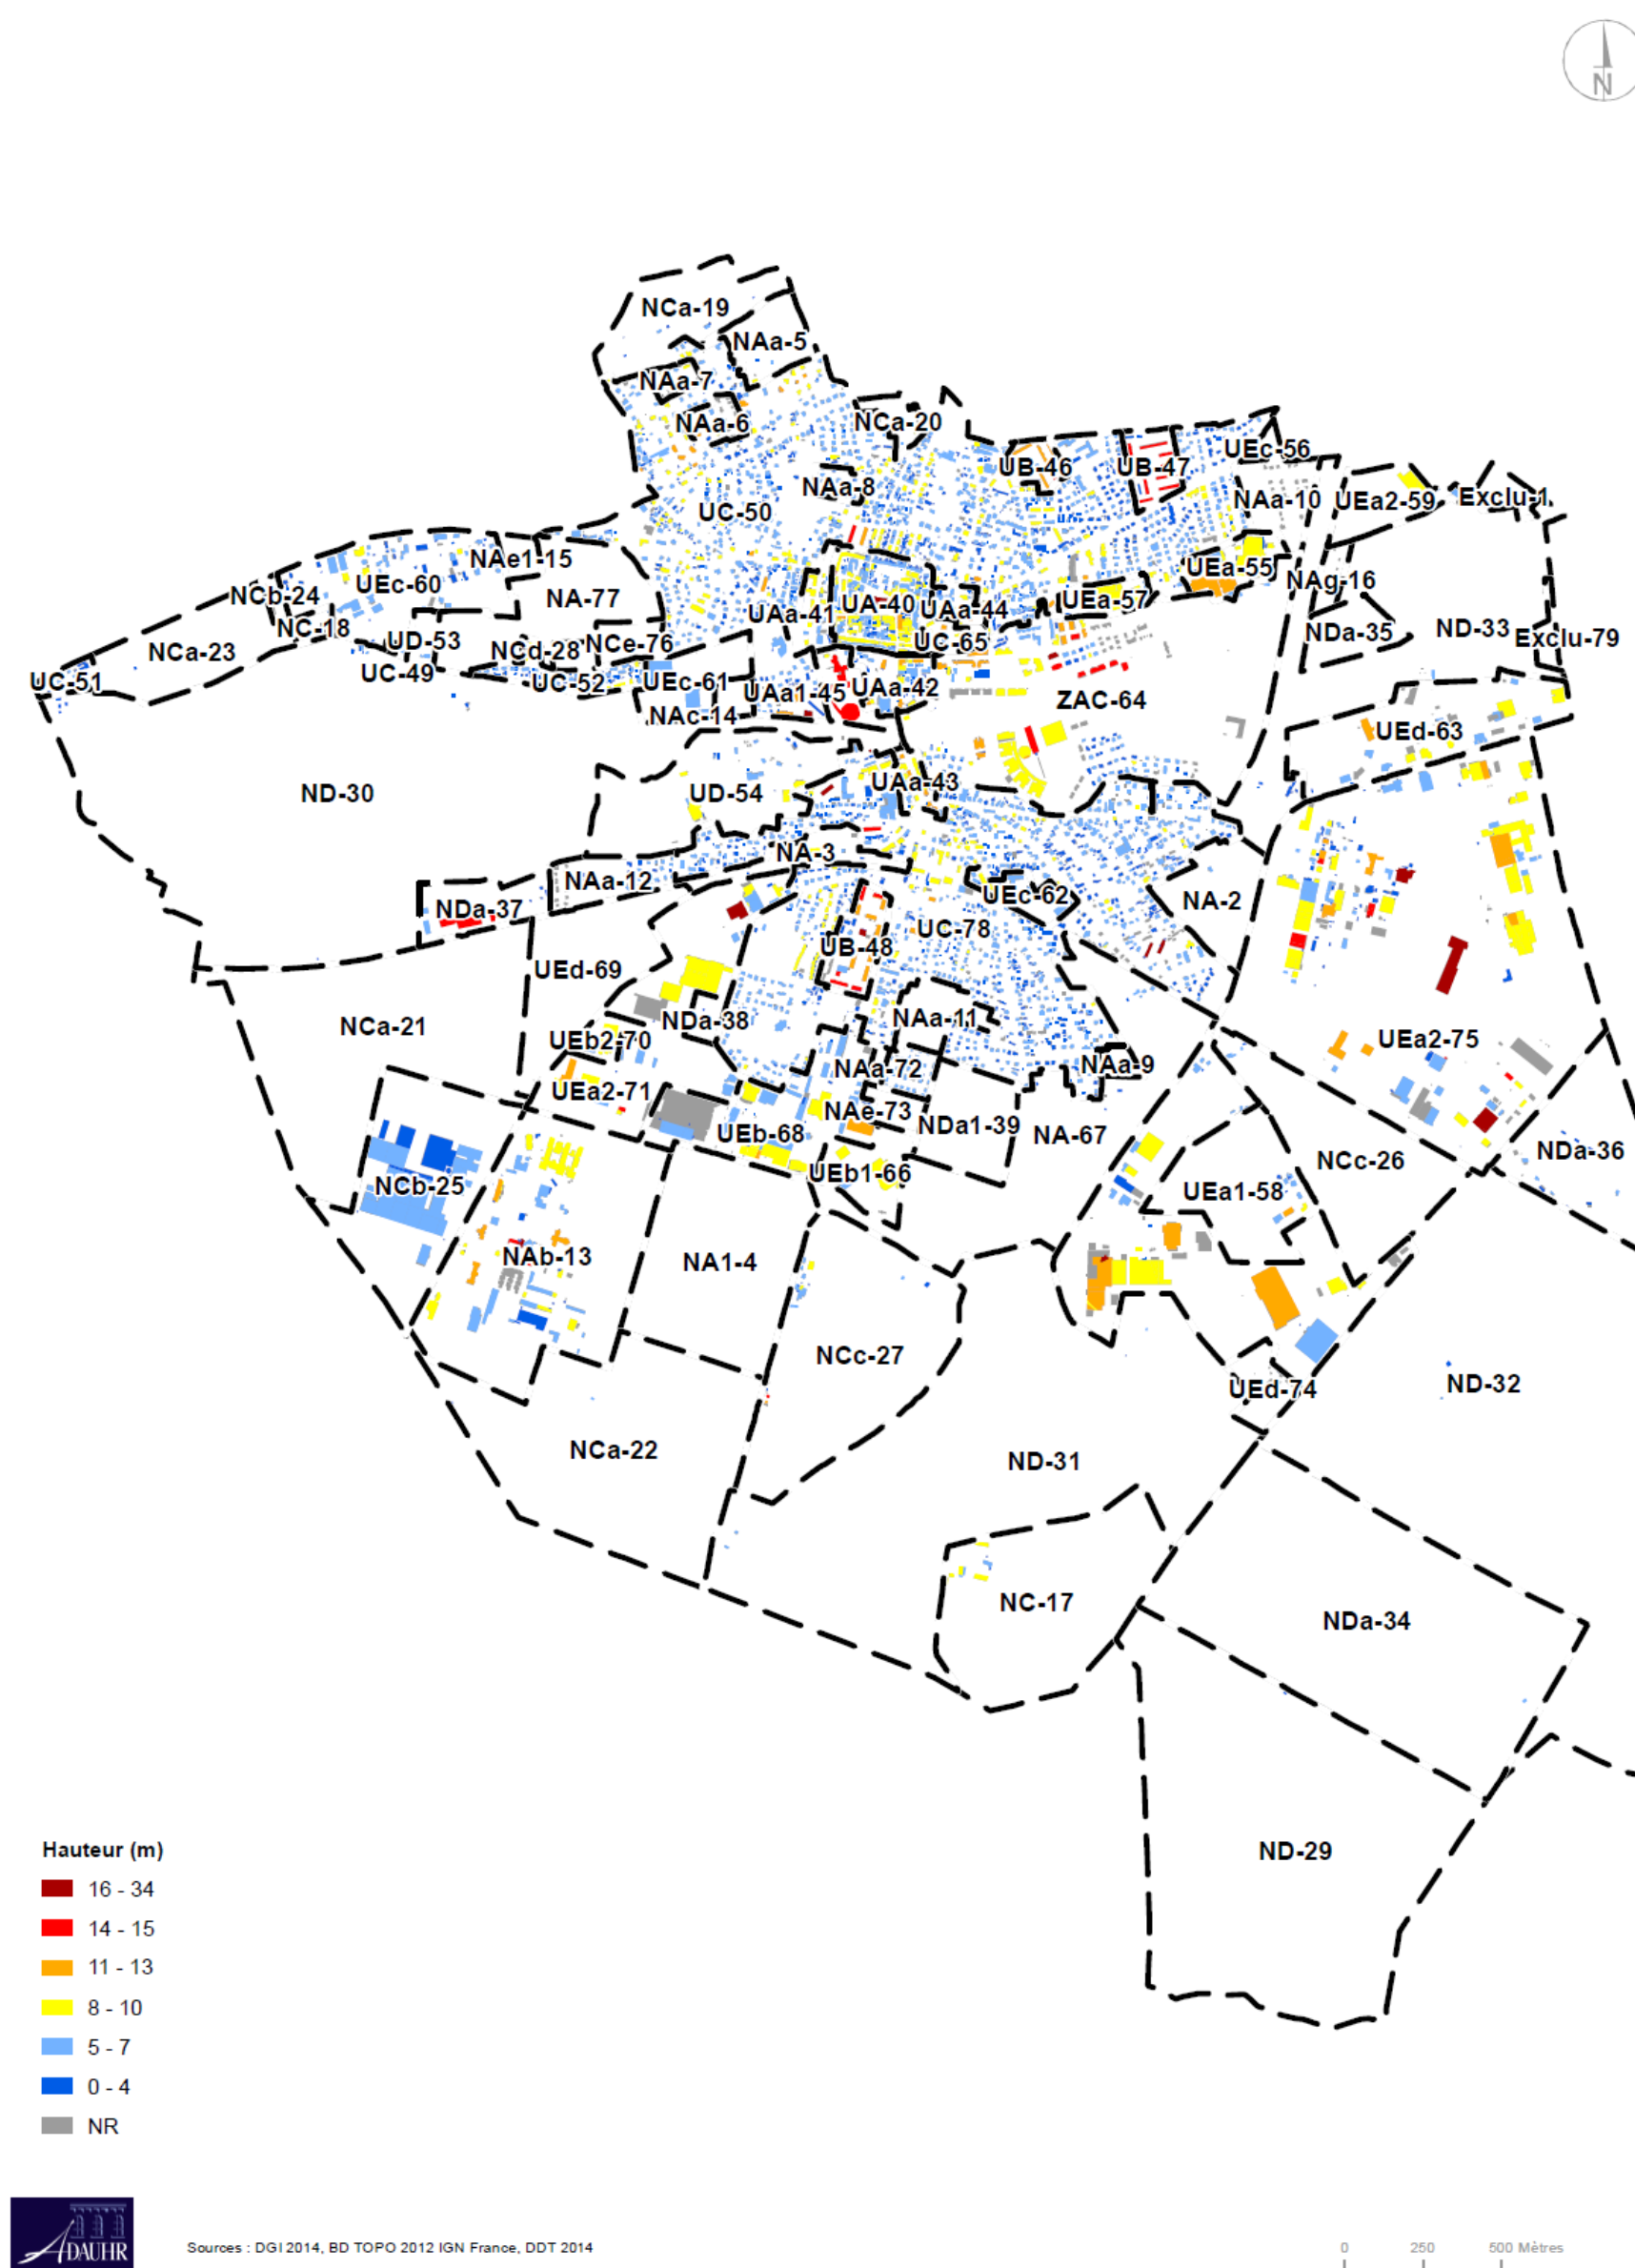 N
NCa-19
NAa-5
NAa-7
NAa-6
NCa-20
UEc-56
UB-46
UB-47
NAa-8
NAa-10
UEa2-59
Exclu-1
UC-50
NAe1-15
UEc-60
NCb-24
UEa-55
NAg-16
NA-77
UAa-41
UA-40
UAa-44
UEa-57
NC-18
NDa-35
ND-33
Exclu-79
UD-53
NCd-28
NCe-76
UC-65
NCa-23
UC-49
UC-51
UC-52
UEc-61
UAa1-45
UAa-42
ZAC-64
NAc-14
UEd-63
ND-30
UD-54
UAa-43
NA-3
NAa-12
UEc-62
NA-2
NDa-37
UC-78
UB-48
UEd-69
NCa-21
NDa-38
NAa-11
UEb2-70
UEa2-75
NAa-72
NAa-9
UEa2-71
NAe-73
NDa1-39
UEb-68
NA-67
NDa-36
NCc-26
UEb1-66
NCb-25
UEa1-58
NAb-13
NA1-4
NCc-27
UEd-74
ND-32
NCa-22
ND-31
NC-17
NDa-34
ND-29
Hauteur (m)
16 - 34
14 - 15
11 - 13
8 - 10
5 - 7
0 - 4
NR
ADAUHR
Sources : DGI 2014, BD TOPO 2012 IGN France, DDT 2014
0 250 500 Mètres